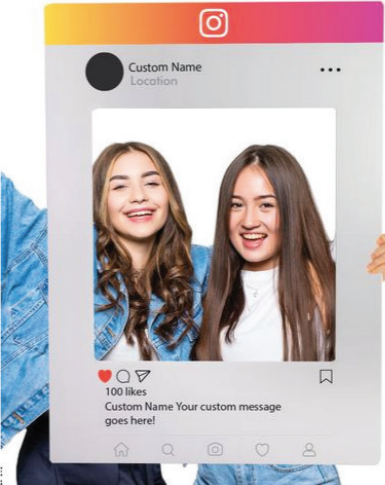 Custom Name
Location
100 likes
Custom Name Your custom message
goes here!